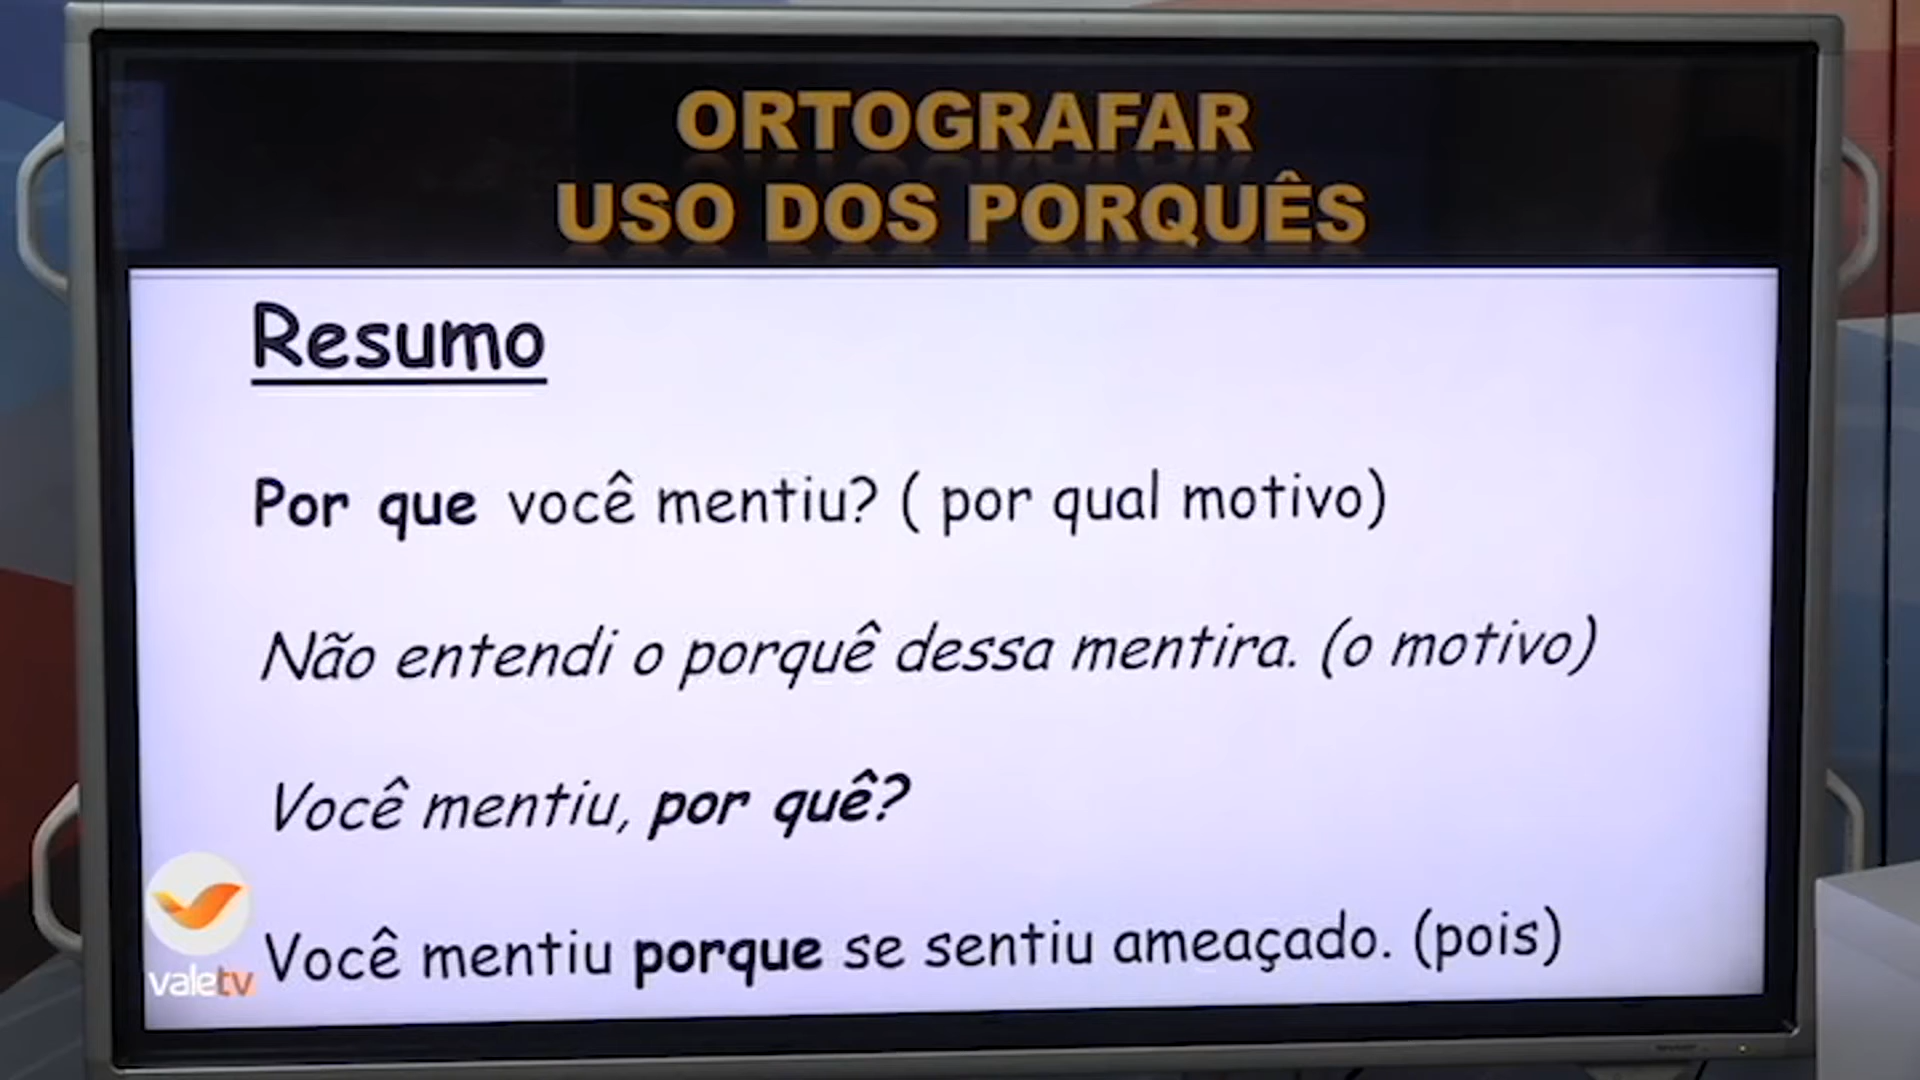 ORTOGRAFAR
USO DOS PORQUÊS
Resumo
Por que você mentiu? ( por qual motivo)
Não entendi o porquê dessa mentira. (o motivo)
Você mentiu, por quê?
Você mentiu porque se sentiu ameaçado. (pois)
valetv